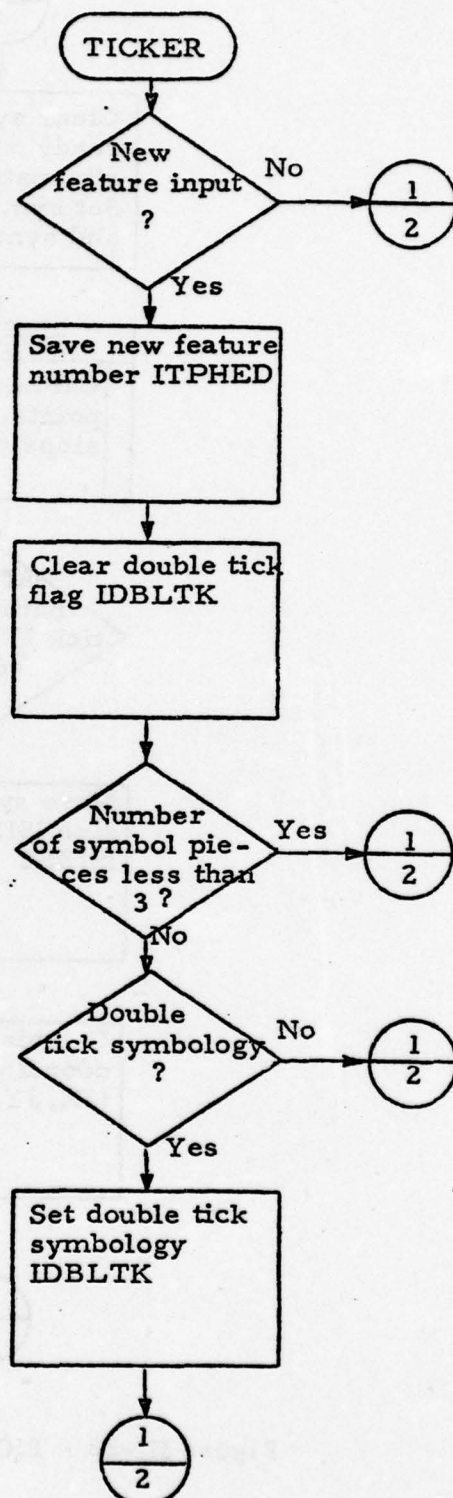 TICKER
New
feature input
?
No
1
2
Yes
Save new feature
number ITPHED
Clear double tick
flag IDBLTK
Number
of symbol pie-
ces less than
3 ?
Yes
1
2
No
Double
tick symbology
?
No
1
2
Yes
Set double tick
symbology
IDBLTK
1
2